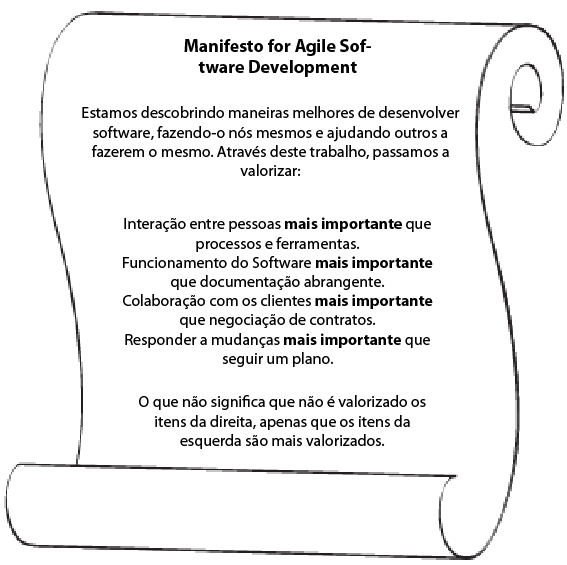 Manifesto for Agile Sof-
tware Development
Estamos descobrindo maneiras melhores de desenvolver
software, fazendo-o nós mesmos e ajudando outros a
fazerem o mesmo. Através deste trabalho, passamos a
valorizar:
Interação entre pessoas mais importante que
processos e ferramentas.
Funcionamento do Software mais importante
que documentação abrangente.
Colaboração com os clientes mais importante
que negociação de contratos.
Responder a mudanças mais importante que
seguir um plano.
O que não significa que não é valorizado os
itens da direita, apenas que os itens da
esquerda são mais valorizados.